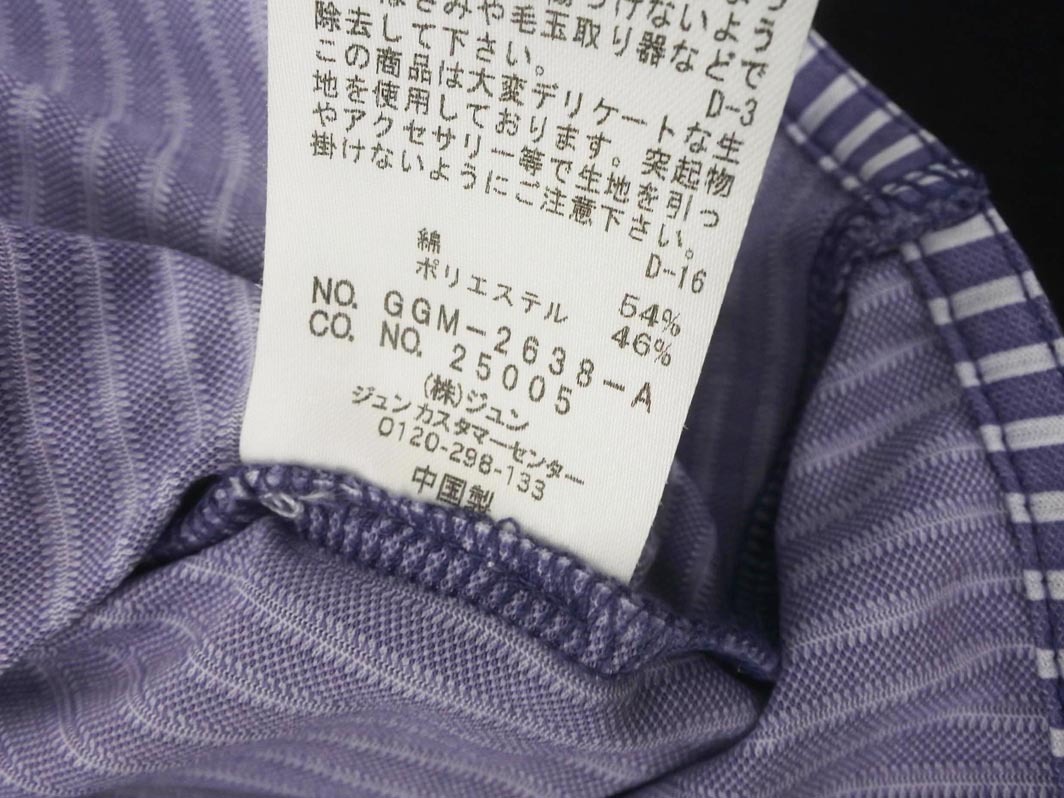 除去して下さい。
D-3
この商品は大変デリケートな生
地を使用しております。突起物
やアクセサリー等で生地を引っ
掛けないようにご注意下さい。
D-16
綿 54%
ポリエステル 46%
NO. GGM-2638-A
CO. NO. 25005
(株)ジュン
ジュンカスタマーセンター
0120-298-133
中国製